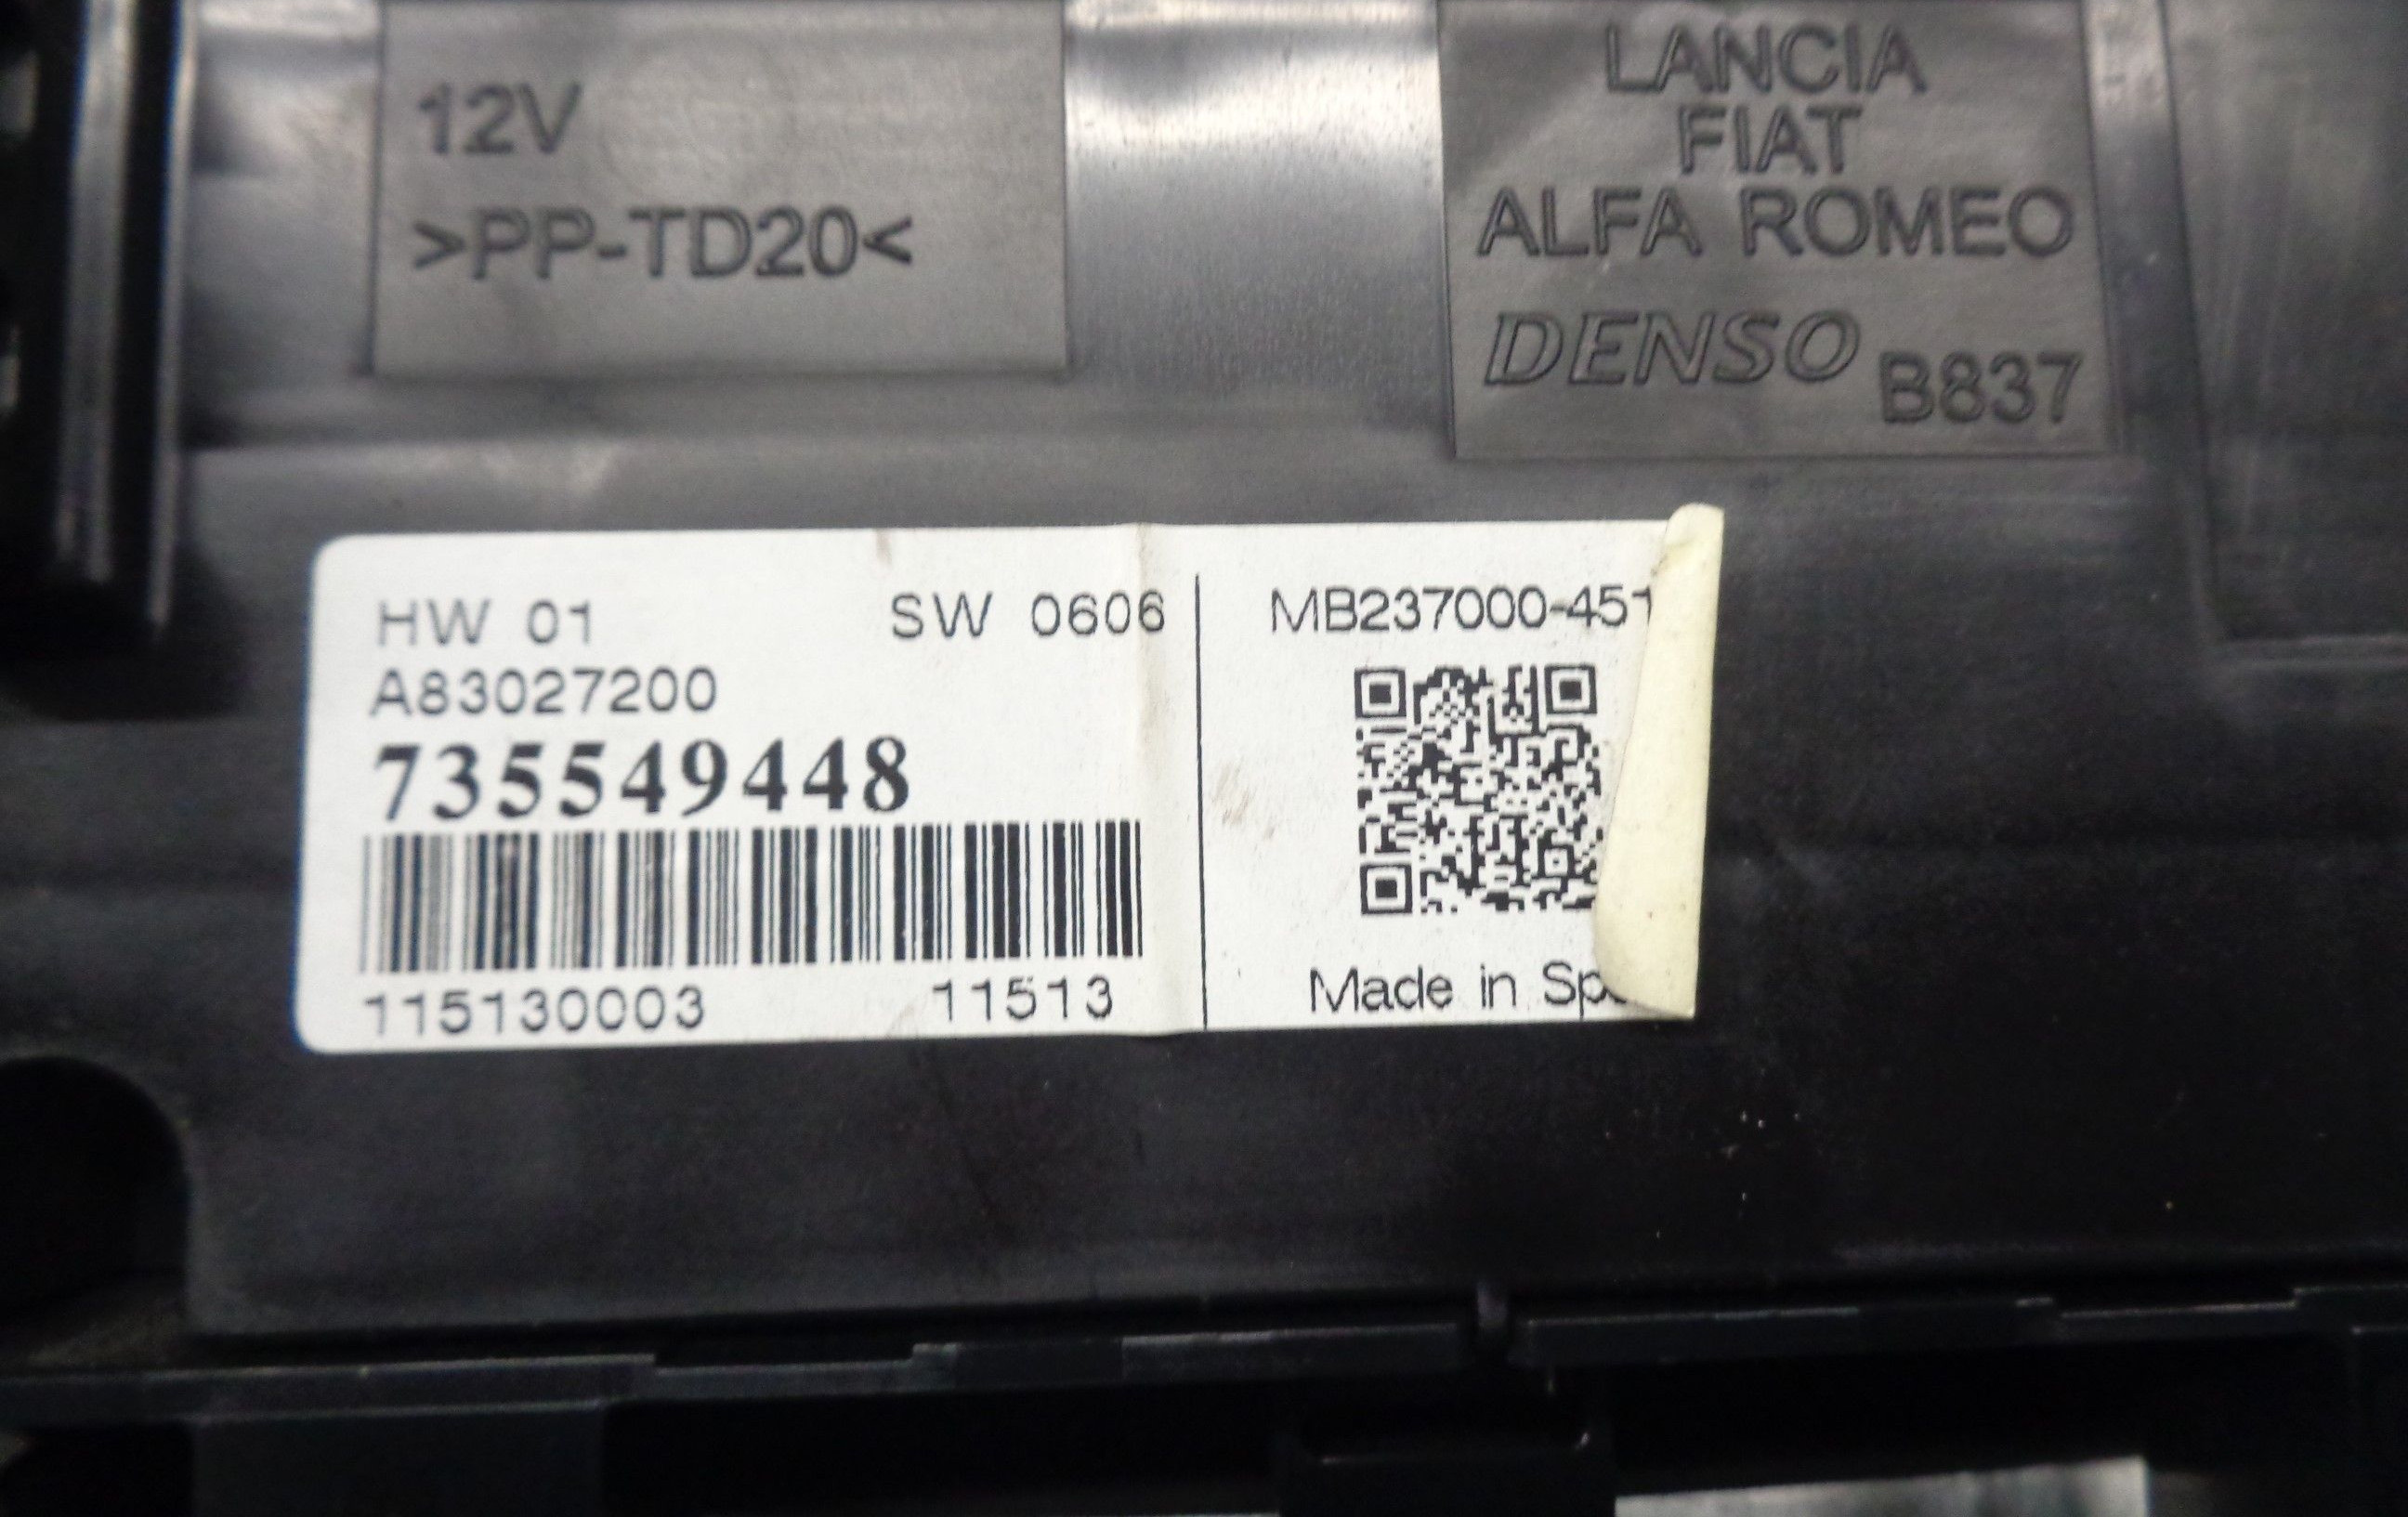 12V
>PP-TD20<
LANCIA
FIAT
ALFA ROMEO
DENSO B837
HW 01 SW 0606
A83027200
735549448
115130003 11513
MB237000-451
Made in